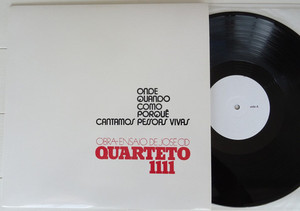 ONDE
QUANDO
COMO
PORQUÊ
CANTAMOS PESSOAS VIVAS
OBRA-ENSAIO DE JOSÉ CID
QUARTETO
1111